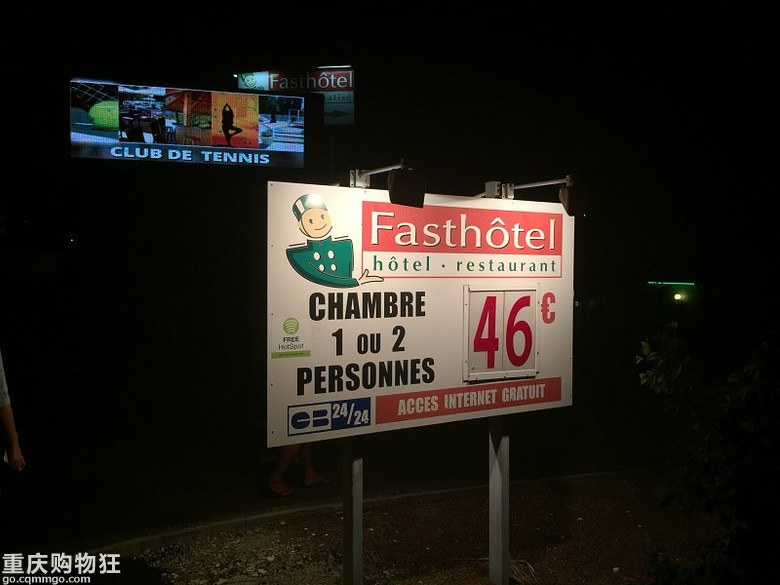 Fasthôtel
CLUB DE TENNIS
Fasthôtel
hôtel · restaurant
CHAMBRE
1 OU 2
PERSONNES
46 €
FREE
HotSpot
CB 24/24
ACCES INTERNET GRATUIT
重庆购物狂
go.cqmmgo.com